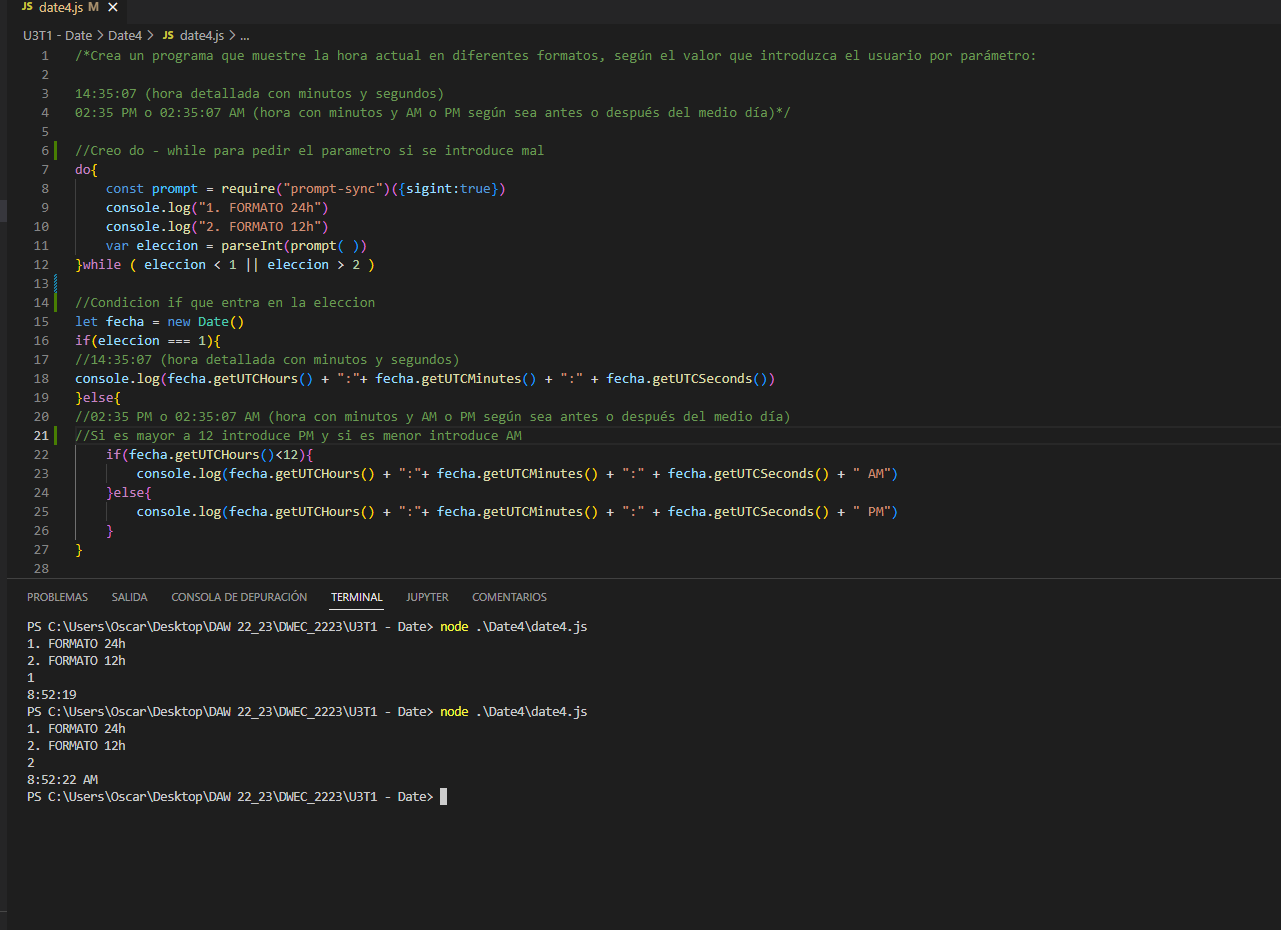 JS date4.js M ×
U3T1 - Date > Date4 > JS date4.js > ...
1 /*Crea un programa que muestre la hora actual en diferentes formatos, según el valor que introduzca el usuario por parámetro:
2
3 14:35:07 (hora detallada con minutos y segundos)
4 02:35 PM o 02:35:07 AM (hora con minutos y AM o PM según sea antes o después del medio día)*/
5
6 //Creo do - while para pedir el parametro si se introduce mal
7 do{
8 const prompt = require("prompt-sync")({sigint:true})
9 console.log("1. FORMATO 24h")
10 console.log("2. FORMATO 12h")
11 var eleccion = parseInt(prompt( ))
12 }while ( eleccion < 1 || eleccion > 2 )
13
14 //Condicion if que entra en la eleccion
15 let fecha = new Date()
16 if(eleccion === 1){
17 //14:35:07 (hora detallada con minutos y segundos)
18 console.log(fecha.getUTCHours() + ":"+ fecha.getUTCMinutes() + ":" + fecha.getUTCSeconds())
19 }else{
20 //02:35 PM o 02:35:07 AM (hora con minutos y AM o PM según sea antes o después del medio día)
21 //Si es mayor a 12 introduce PM y si es menor introduce AM
22 if(fecha.getUTCHours()<12){
23 console.log(fecha.getUTCHours() + ":"+ fecha.getUTCMinutes() + ":" + fecha.getUTCSeconds() + " AM")
24 }else{
25 console.log(fecha.getUTCHours() + ":"+ fecha.getUTCMinutes() + ":" + fecha.getUTCSeconds() + " PM")
26 }
27 }
28
PROBLEMAS SALIDA CONSOLA DE DEPURACIÓN TERMINAL JUPYTER COMENTARIOS
PS C:\Users\Oscar\Desktop\DAW 22_23\DWEC_2223\U3T1 - Date> node .\Date4\date4.js
1. FORMATO 24h
2. FORMATO 12h
1
8:52:19
PS C:\Users\Oscar\Desktop\DAW 22_23\DWEC_2223\U3T1 - Date> node .\Date4\date4.js
1. FORMATO 24h
2. FORMATO 12h
2
8:52:22 AM
PS C:\Users\Oscar\Desktop\DAW 22_23\DWEC_2223\U3T1 - Date>